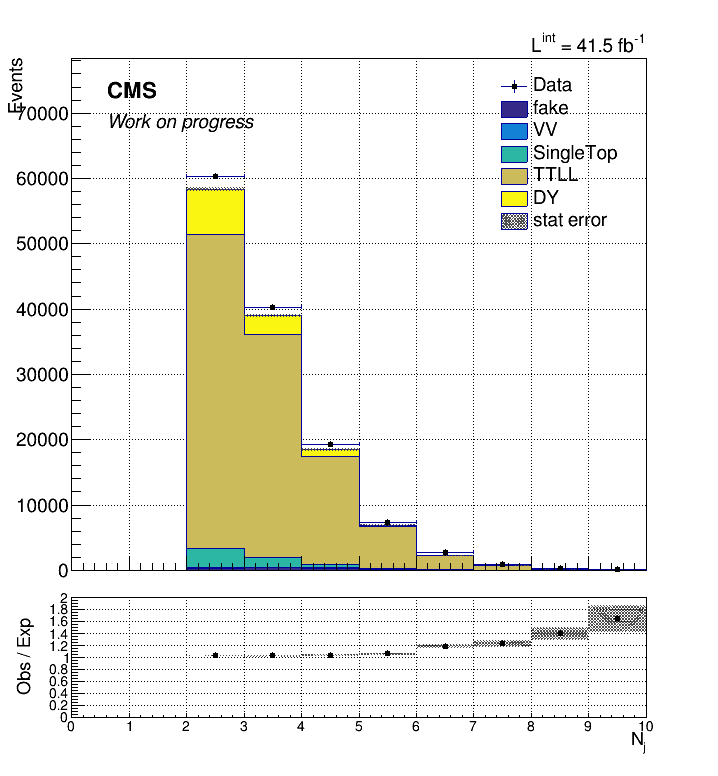 L^int = 41.5 fb^-1
Events
CMS
Work on progress
Data
fake
VV
SingleTop
TTLL
DY
stat error
70000
60000
50000
40000
30000
20000
10000
0
Obs / Exp
2
1.8
1.6
1.4
1.2
1
0.8
0.6
0.4
0.2
0
0 1 2 3 4 5 6 7 8 9 10
N_j